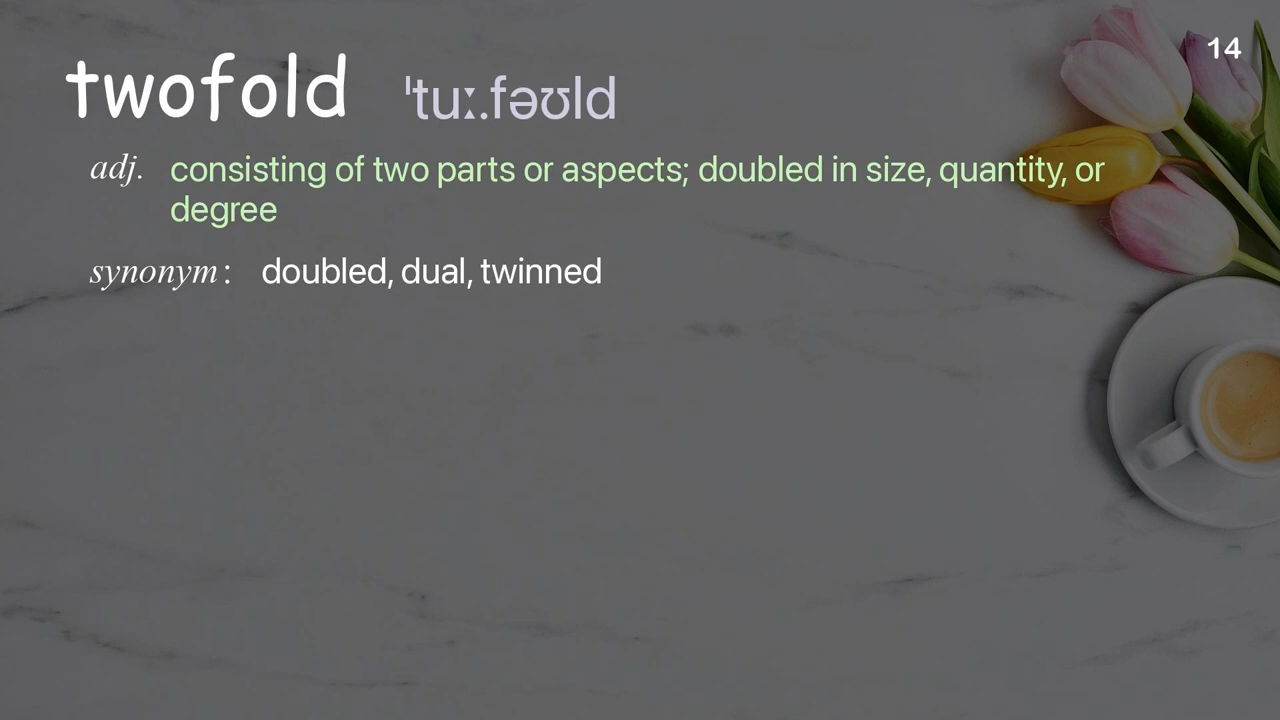 14
twofold ˈtuː.fəʊld
adj. consisting of two parts or aspects; doubled in size, quantity, or
degree
synonym: doubled, dual, twinned